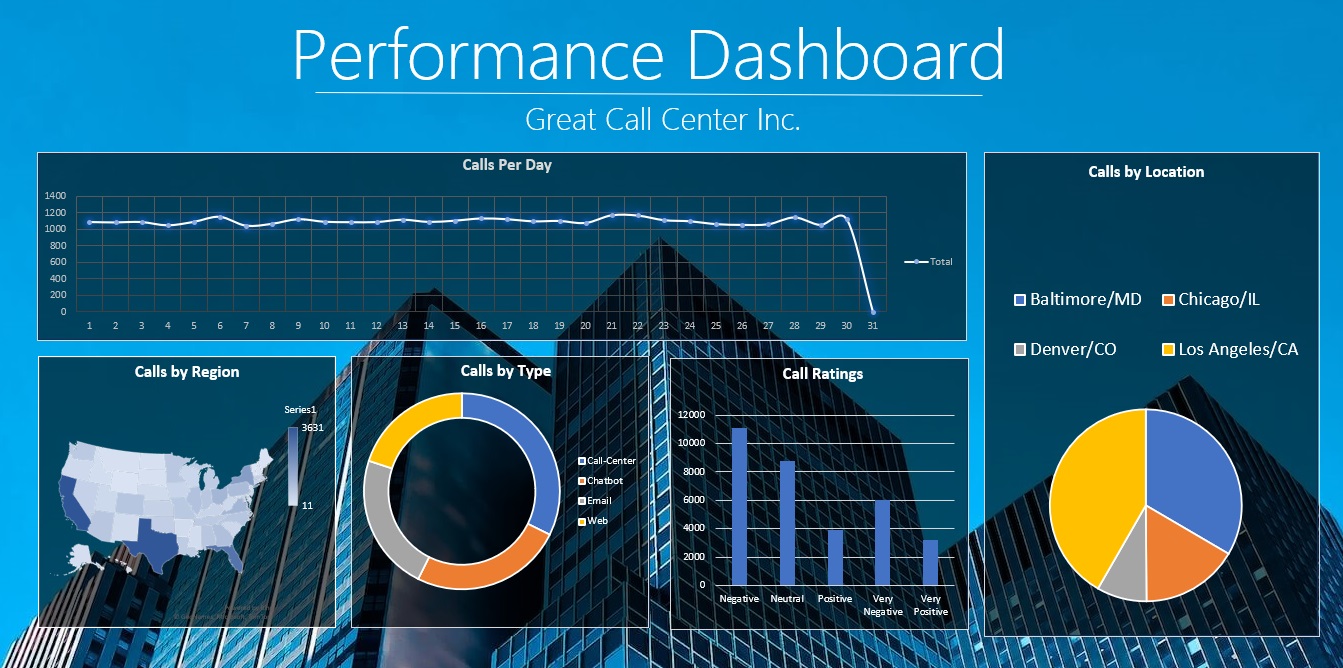 Performance Dashboard
Great Call Center Inc.
Calls Per Day
1400
1200
1000
800
600
400
200
0
1 2 3 4 5 6 7 8 9 10 11 12 13 14 15 16 17 18 19 20 21 22 23 24 25 26 27 28 29 30 31
Total
Calls by Location
Baltimore/MD Chicago/IL
Denver/CO Los Angeles/CA
Calls by Region
Series1
3631
11
Calls by Type
Call-Center
Chatbot
Email
Web
Call Ratings
12000
10000
8000
6000
4000
2000
0
Negative Neutral Positive Very Negative Very Positive